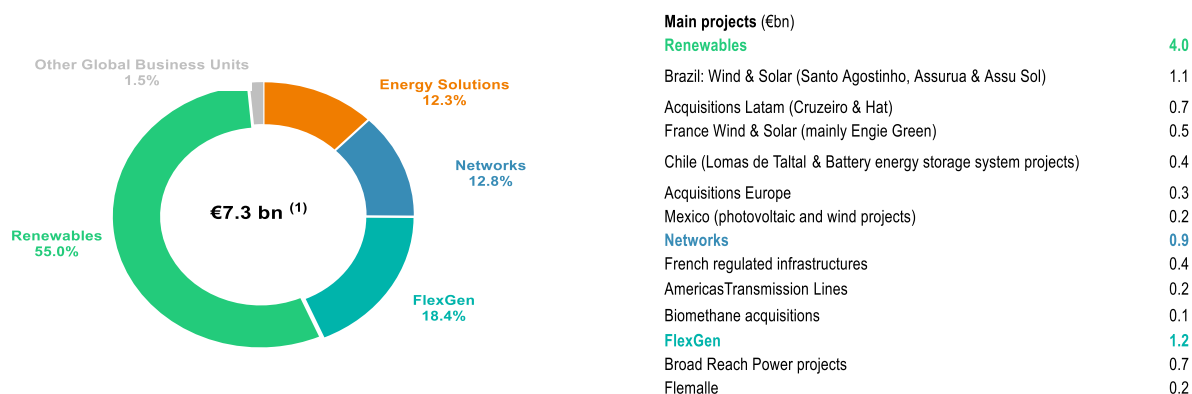 Other Global Business Units
1.5%
Energy Solutions
12.3%
Networks
12.8%
€7.3 bn (1)
Renewables
55.0%
FlexGen
18.4%
Main projects (€bn)
Renewables 4.0
Brazil: Wind & Solar (Santo Agostinho, Assurua & Assu Sol) 1.1
Acquisitions Latam (Cruzeiro & Hat) 0.7
France Wind & Solar (mainly Engie Green) 0.5
Chile (Lomas de Taltal & Battery energy storage system projects) 0.4
Acquisitions Europe 0.3
Mexico (photovoltaic and wind projects) 0.2
Networks 0.9
French regulated infrastructures 0.4
AmericasTransmission Lines 0.2
Biomethane acquisitions 0.1
FlexGen 1.2
Broad Reach Power projects 0.7
Flemalle 0.2